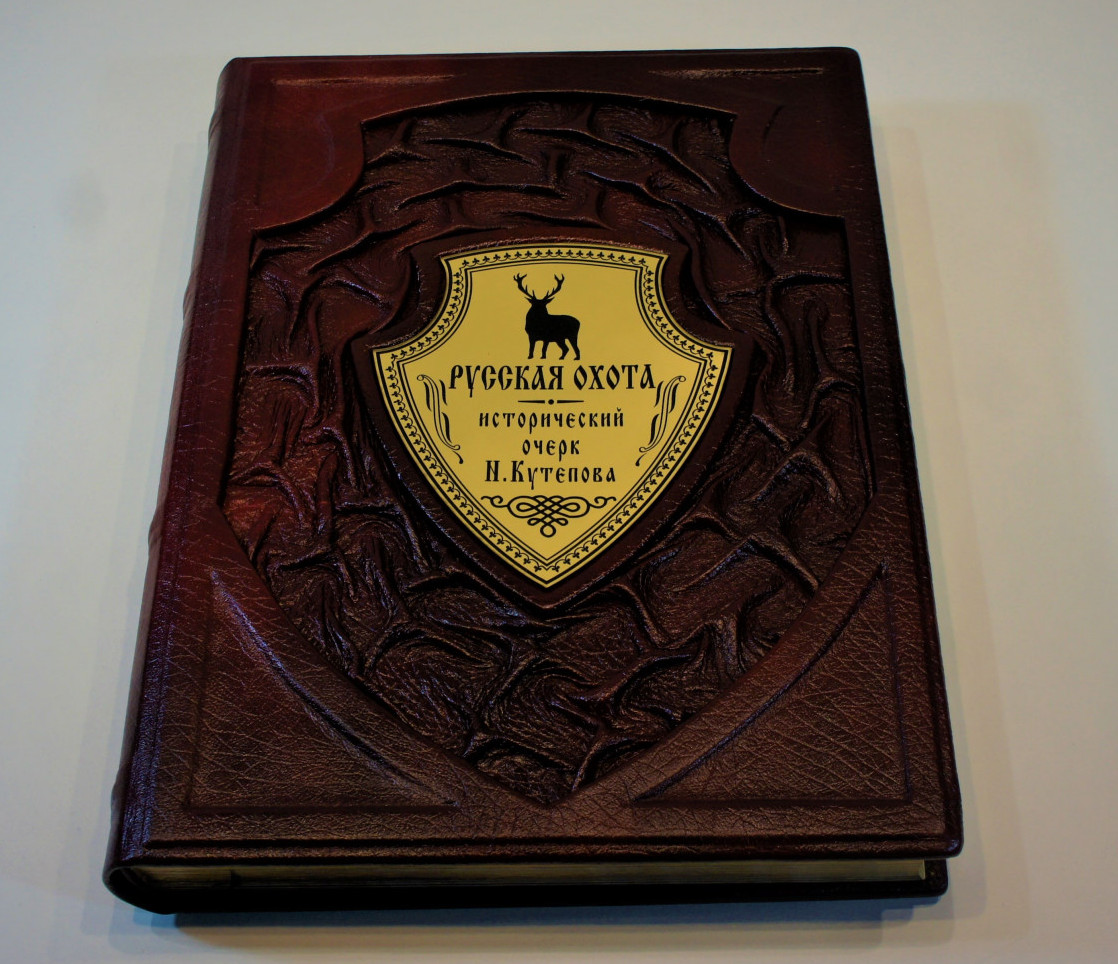 РУССКАЯ ОХОТА
исторический
очерк
Н.Кутепова